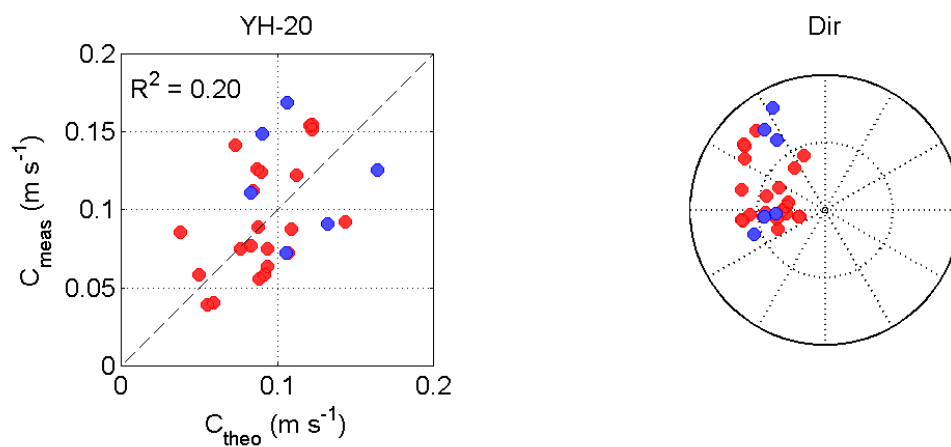 YH-20
Dir
R² = 0.20
0.2
0.15
0.1
0.05
0
0
0.1
0.2
C_meas (m s⁻¹)
C_theo (m s⁻¹)